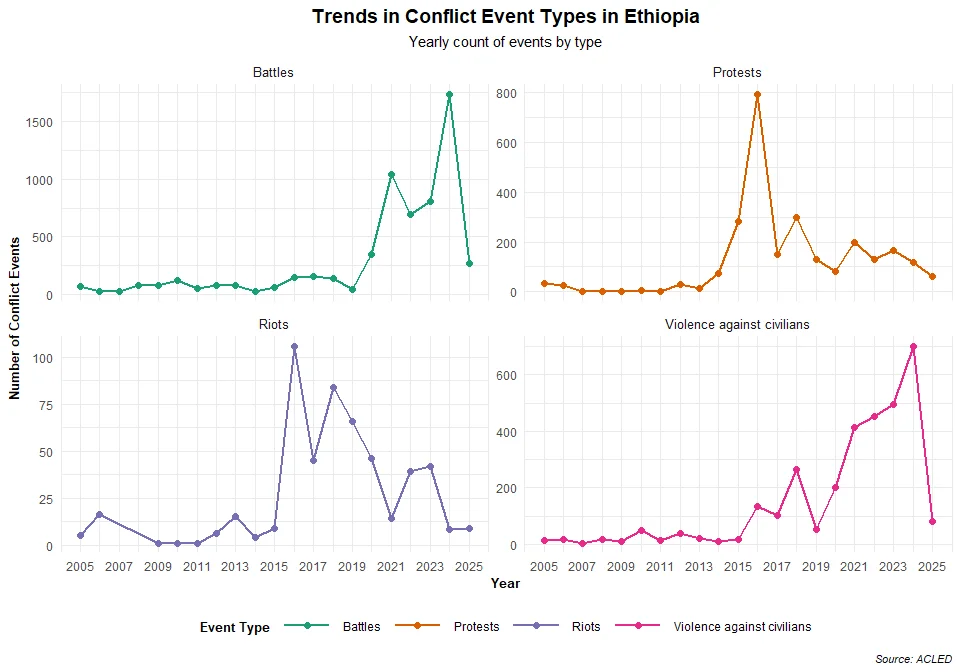 Trends in Conflict Event Types in Ethiopia
Yearly count of events by type
Battles
Protests
1500
1000
500
0
800
600
400
200
0
Riots
Violence against civilians
100
75
50
25
0
600
400
200
0
Number of Conflict Events
2005 2007 2009 2011 2013 2015 2017 2019 2021 2023 2025
2005 2007 2009 2011 2013 2015 2017 2019 2021 2023 2025
Year
Event Type Battles Protests Riots Violence against civilians
Source: ACLED